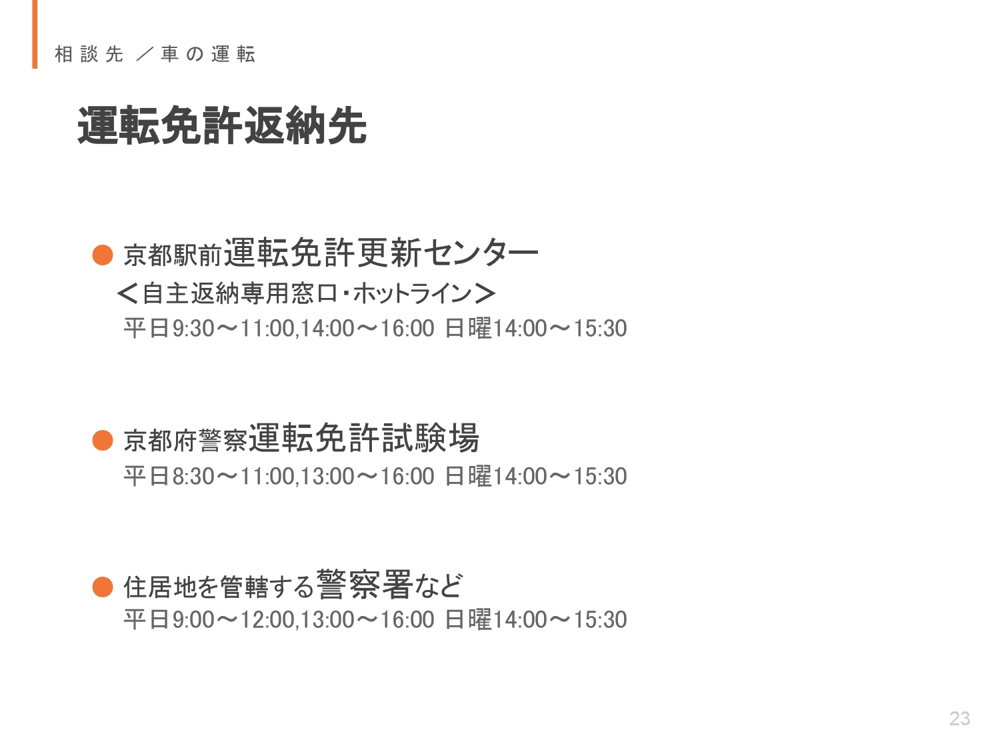 相談先 ／車の運転
運転免許返納先
● 京都駅前運転免許更新センター
＜自主返納専用窓口・ホットライン＞
平日9:30～11:00,14:00～16:00 日曜14:00～15:30
● 京都府警察運転免許試験場
平日8:30～11:00,13:00～16:00 日曜14:00～15:30
● 住居地を管轄する警察署など
平日9:00～12:00,13:00～16:00 日曜14:00～15:30
23